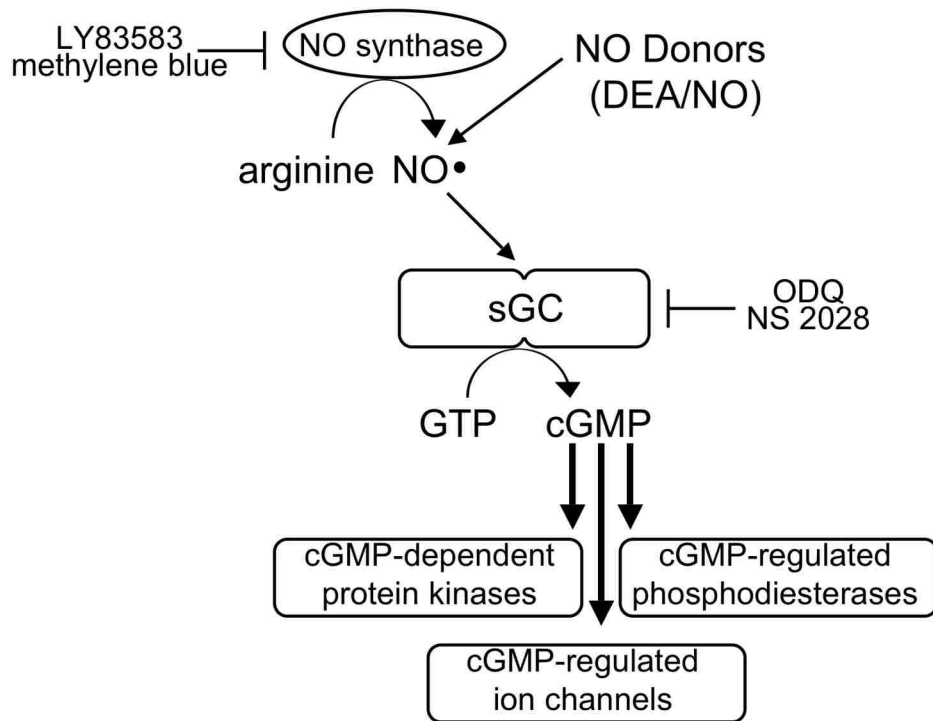 LY83583
methylene blue
NO synthase
NO Donors
(DEA/NO)
arginine NO•
sGC
ODQ
NS 2028
GTP
cGMP
cGMP-dependent
protein kinases
cGMP-regulated
phosphodiesterases
cGMP-regulated
ion channels